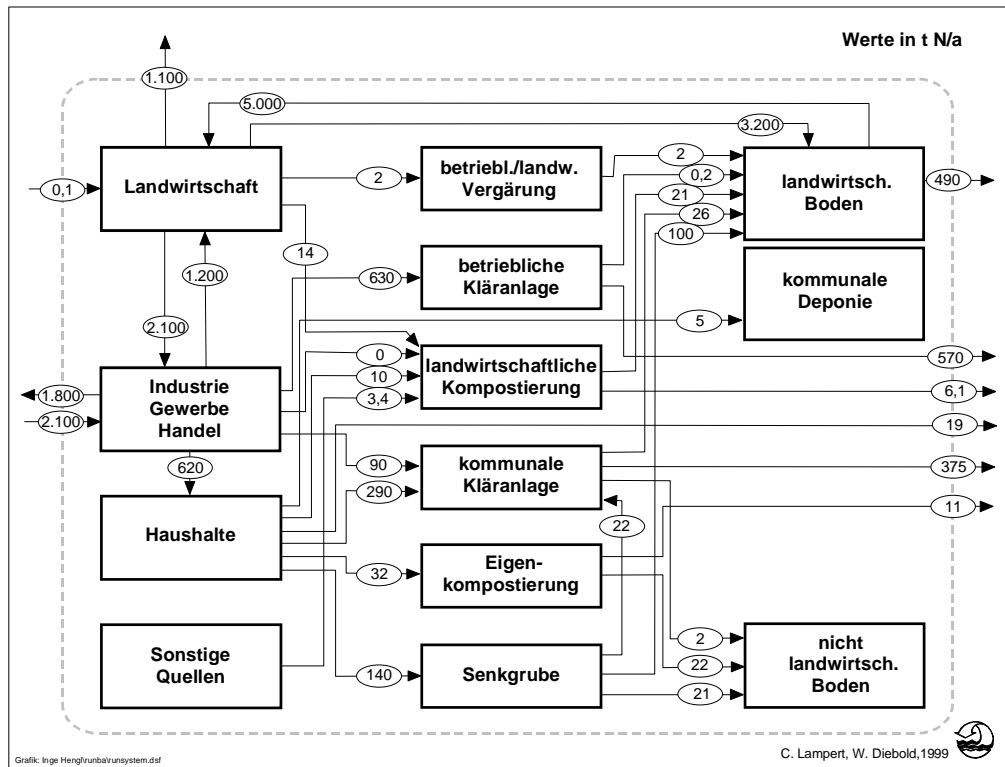 Werte in t N/a
1.100
5.000
3.200
0,1
Landwirtschaft
2
betriebl./landw.
Vergärung
2
0,2
21
26
100
landwirtsch.
Boden
490
14
1.200
2.100
630
betriebliche
Kläranlage
kommunale
Deponie
5
0
10
3,4
landwirtschaftliche
Kompostierung
570
6,1
1.800
2.100
Industrie
Gewerbe
Handel
19
620
90
290
kommunale
Kläranlage
375
22
11
Haushalte
32
Eigen-
kompostierung
Sonstige
Quellen
140
Senkgrube
2
22
21
nicht
landwirtsch.
Boden
C. Lampert, W. Diebold,1999
Grafik: Inge Hengl\runba\runsystem.dsf